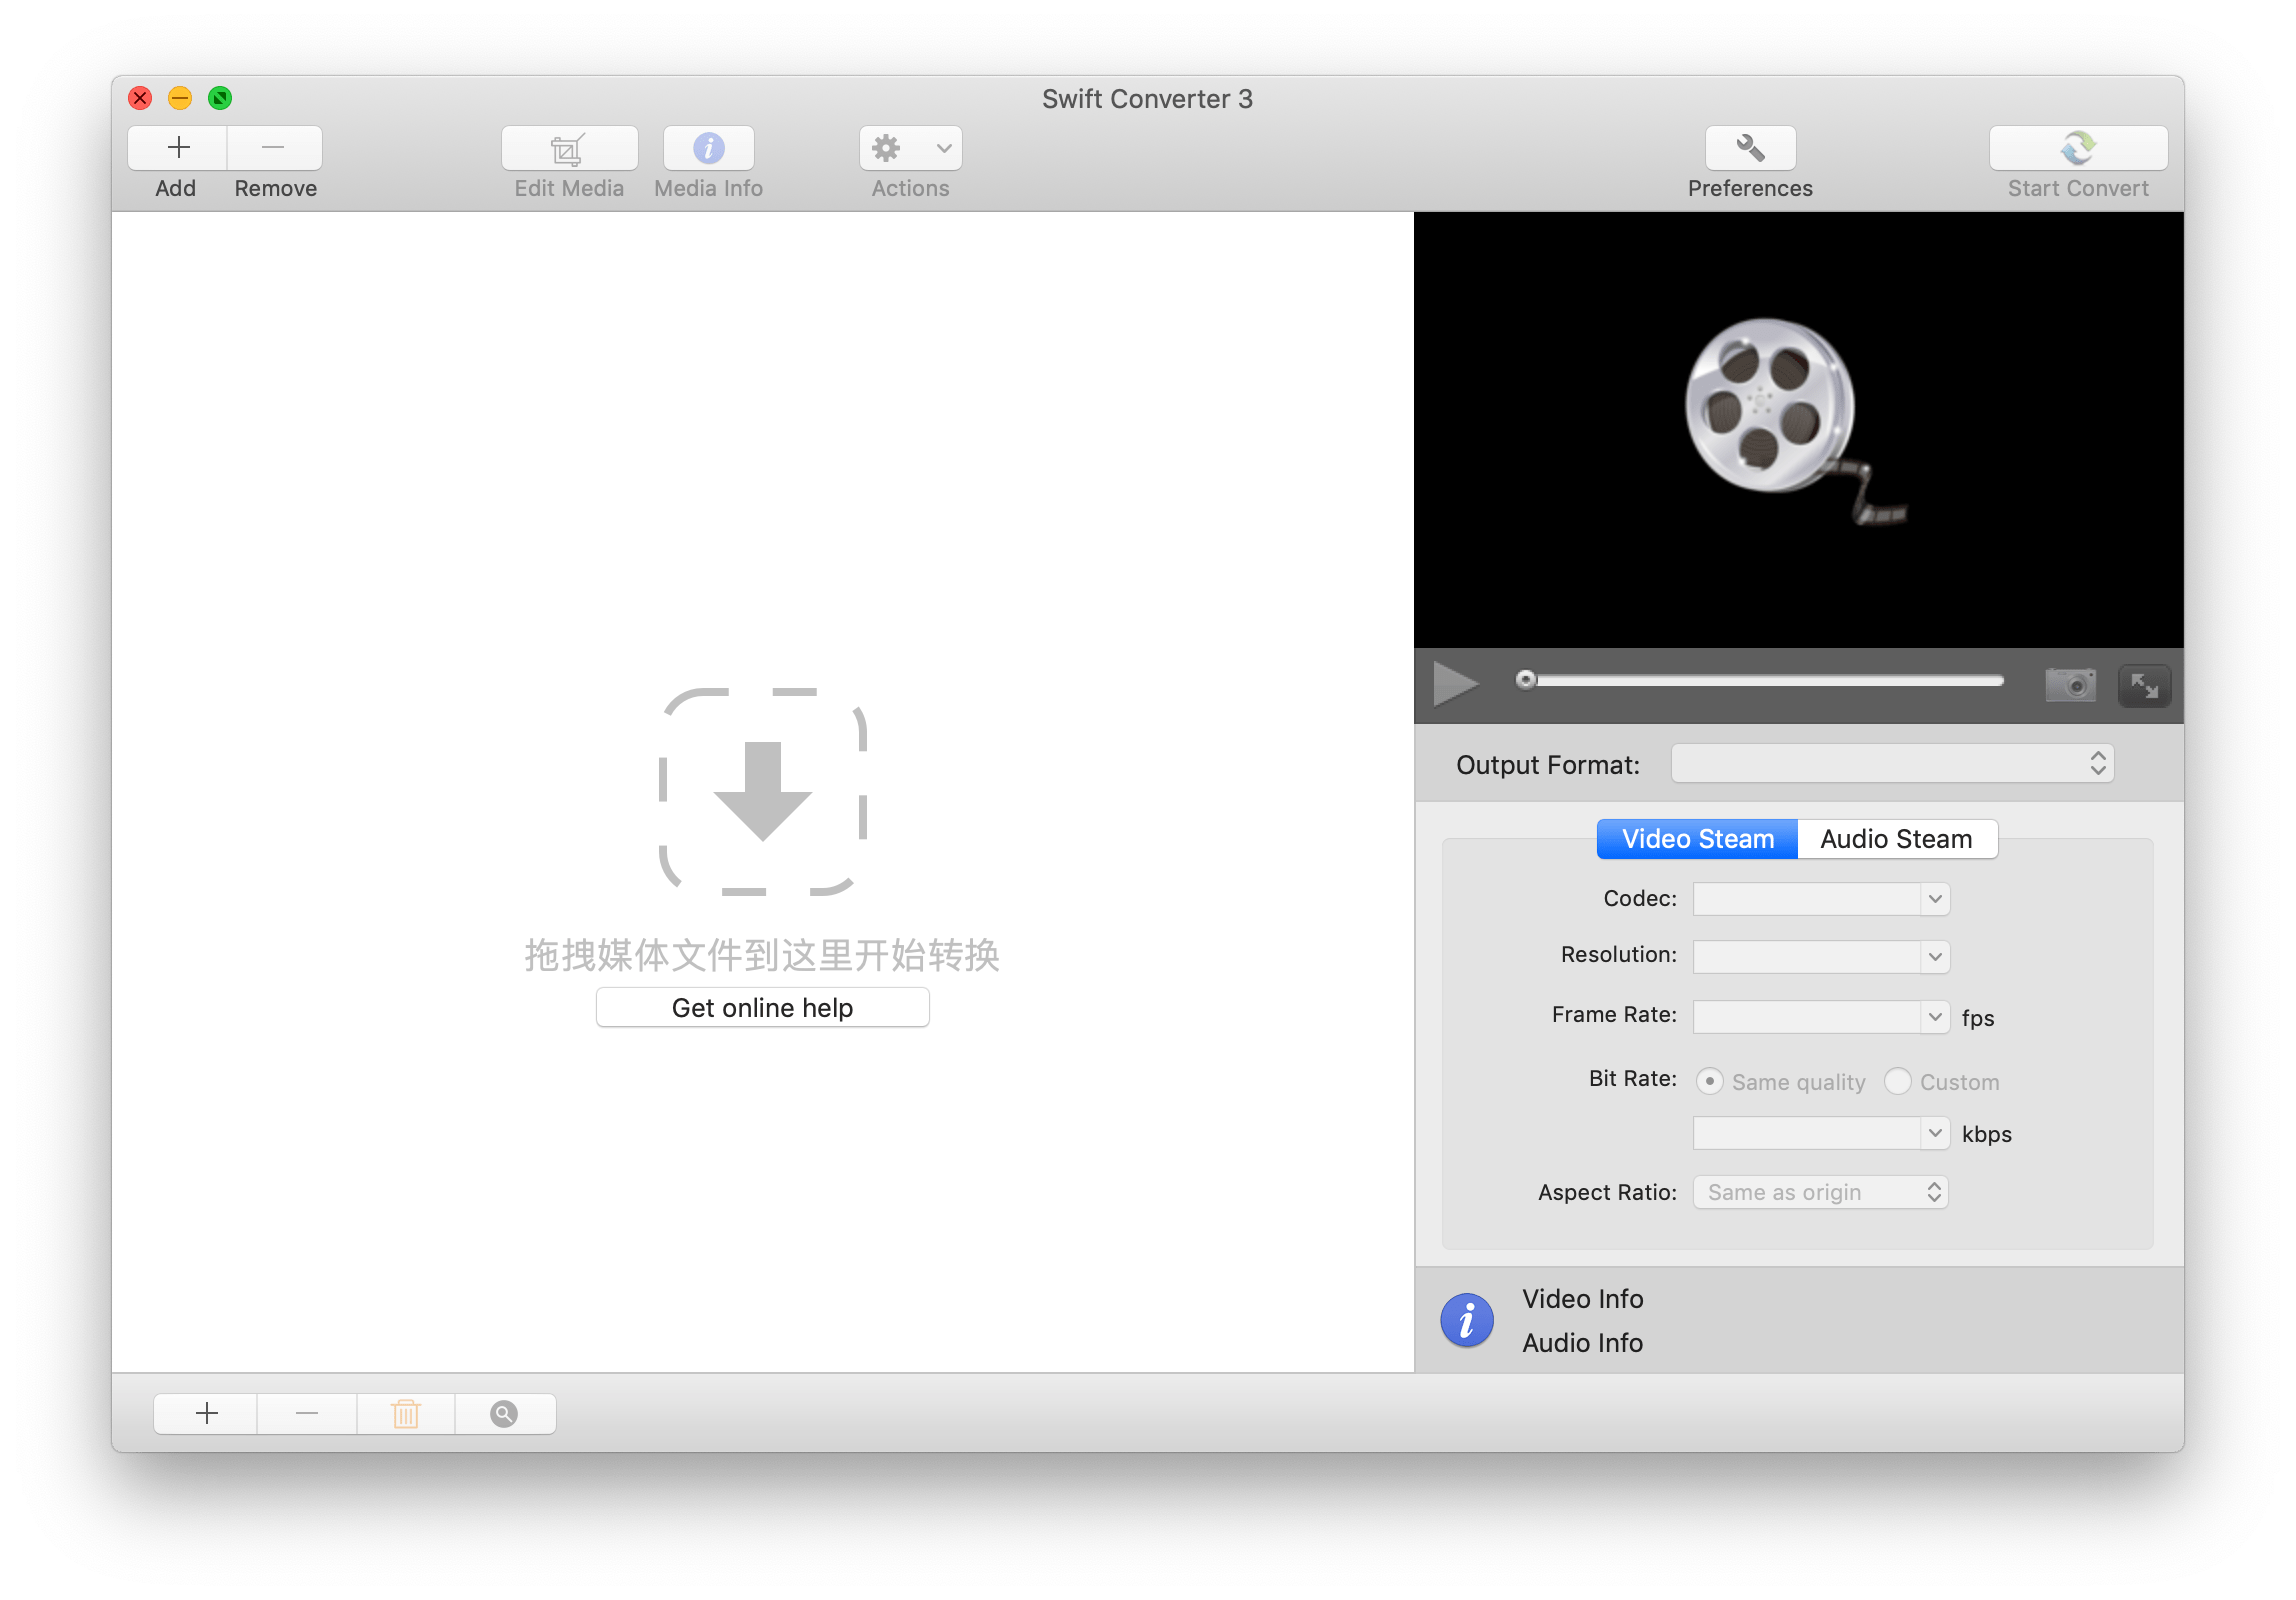 Swift Converter 3
Add
Remove
Edit Media
Media Info
Actions
Preferences
Start Convert
拖拽媒体文件到这里开始转换
Get online help
Output Format:
Video Steam
Audio Steam
Codec:
Resolution:
Frame Rate:
fps
Bit Rate:
Same quality
Custom
kbps
Aspect Ratio:
Same as origin
Video Info
Audio Info